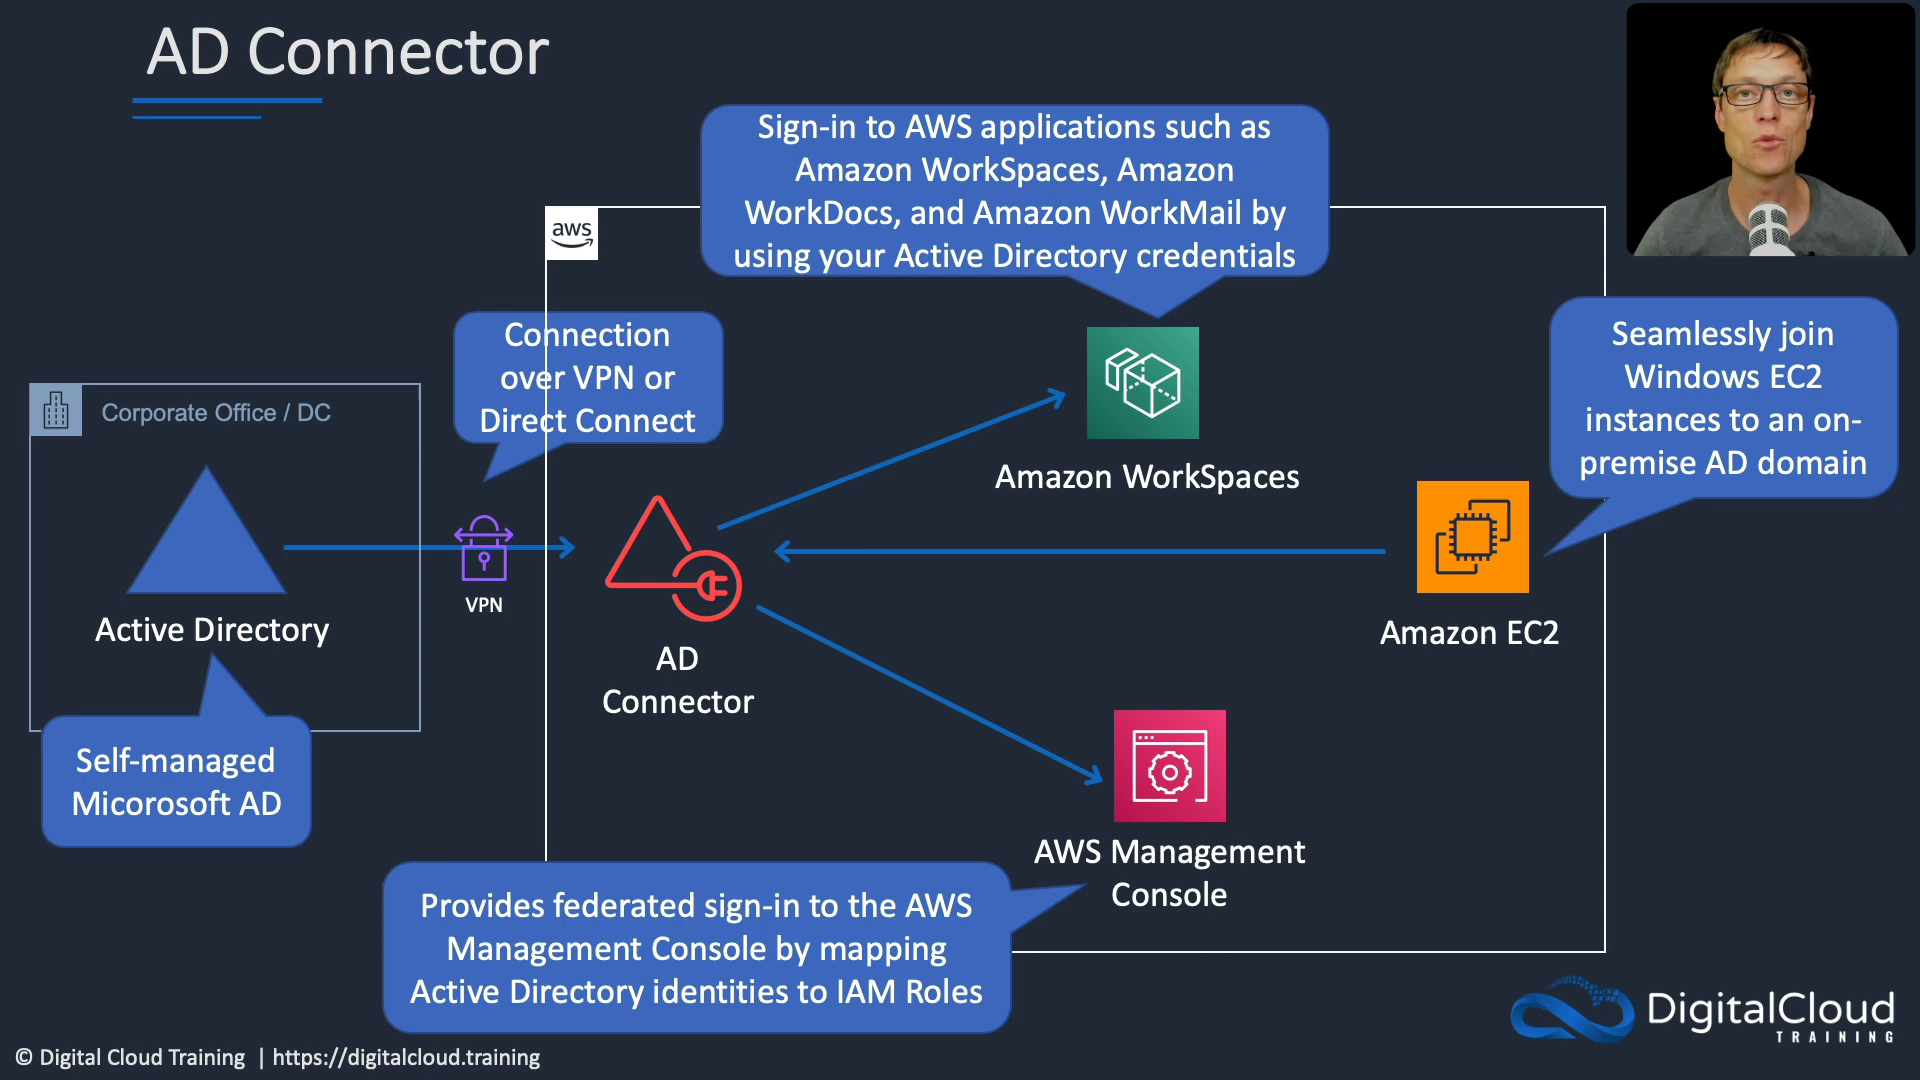 AD Connector
Sign-in to AWS applications such as
Amazon WorkSpaces, Amazon
WorkDocs, and Amazon WorkMail by
using your Active Directory credentials
aws
Connection
over VPN or
Direct Connect
Seamlessly join
Windows EC2
instances to an on-
premise AD domain
Corporate Office / DC
Amazon WorkSpaces
VPN
Active Directory
Amazon EC2
AD
Connector
Self-managed
Micorosoft AD
AWS Management
Console
Provides federated sign-in to the AWS
Management Console by mapping
Active Directory identities to IAM Roles
DigitalCloud
TRAINING
© Digital Cloud Training | https://digitalcloud.training